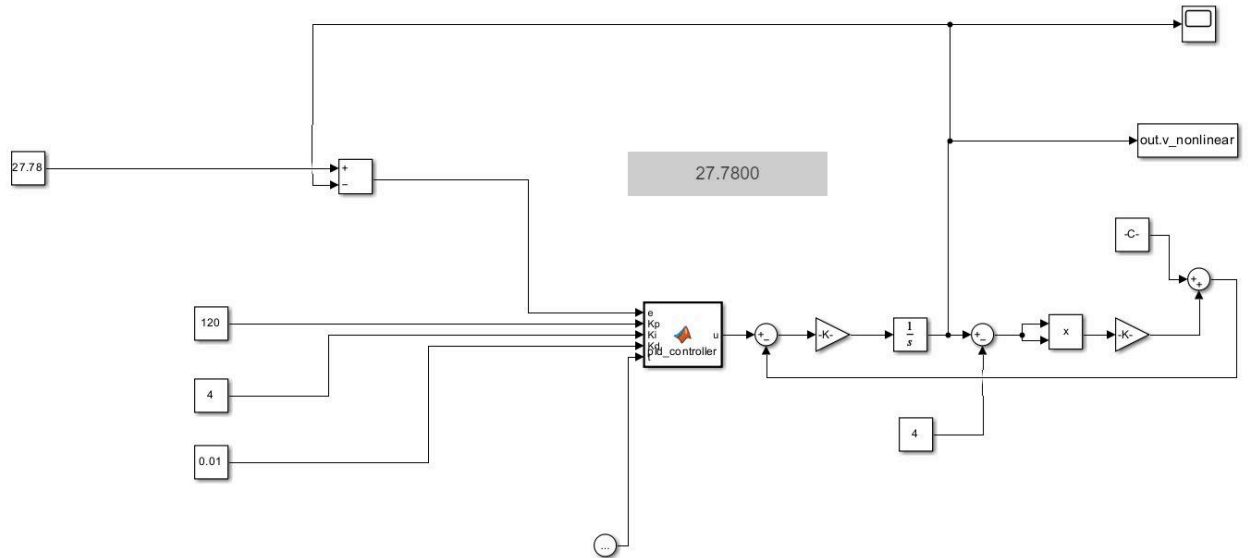 out.v_nonlinear
27.78
+
−
27.7800
-C-
120
e
Kp
Ki
Kd
u
pid_controller
+
−
-K-
1
s
+
−
x
-K-
+
+
4
4
0.01
...